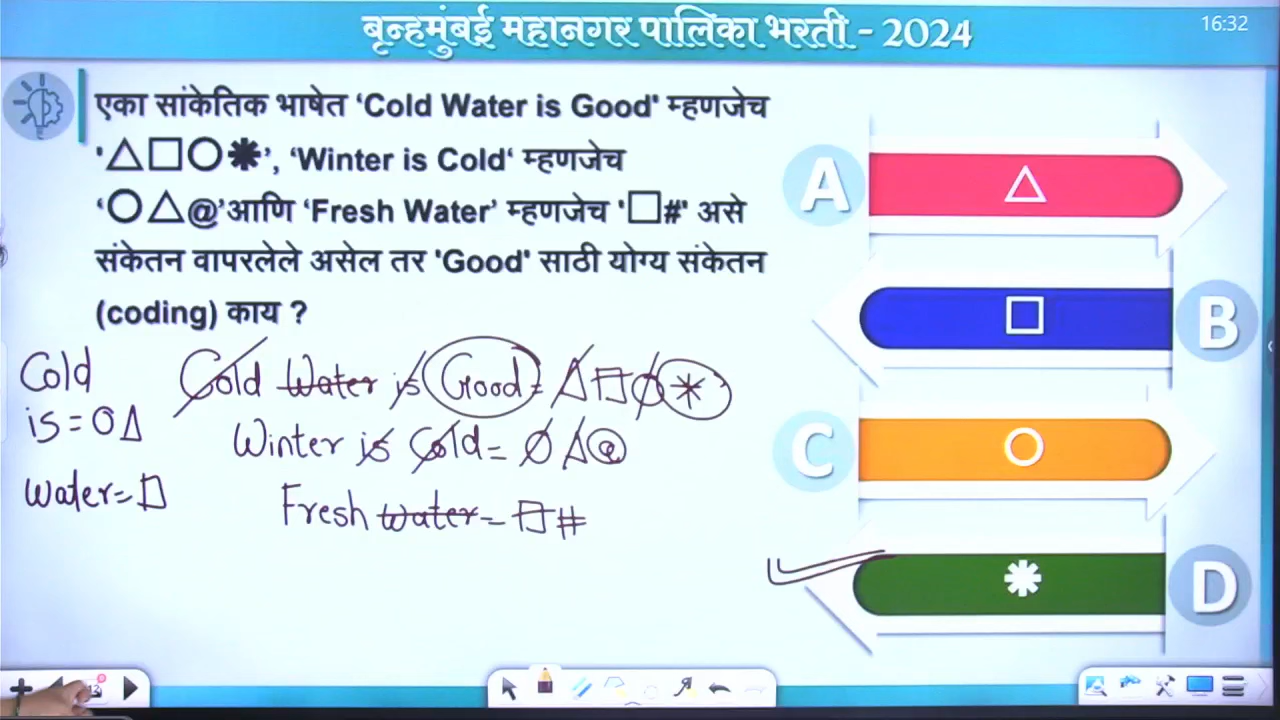 बृन्हमुंबई महानगर पालिका भरती - 2024
16:32
एका सांकेतिक भाषेत ‘Cold Water is Good' म्हणजेच
'△□○✱’, ‘Winter is Cold‘ म्हणजेच
‘○△@’आणि ‘Fresh Water’ म्हणजेच '□#' असे
संकेतन वापरलेले असेल तर 'Good' साठी योग्य संकेतन
(coding) काय ?
A △
B □
C ○
D ✱
Cold
is = ○△
Water = □
Cold Water is Good = △□○*
Winter is Cold = ○△@
Fresh water = □#
12